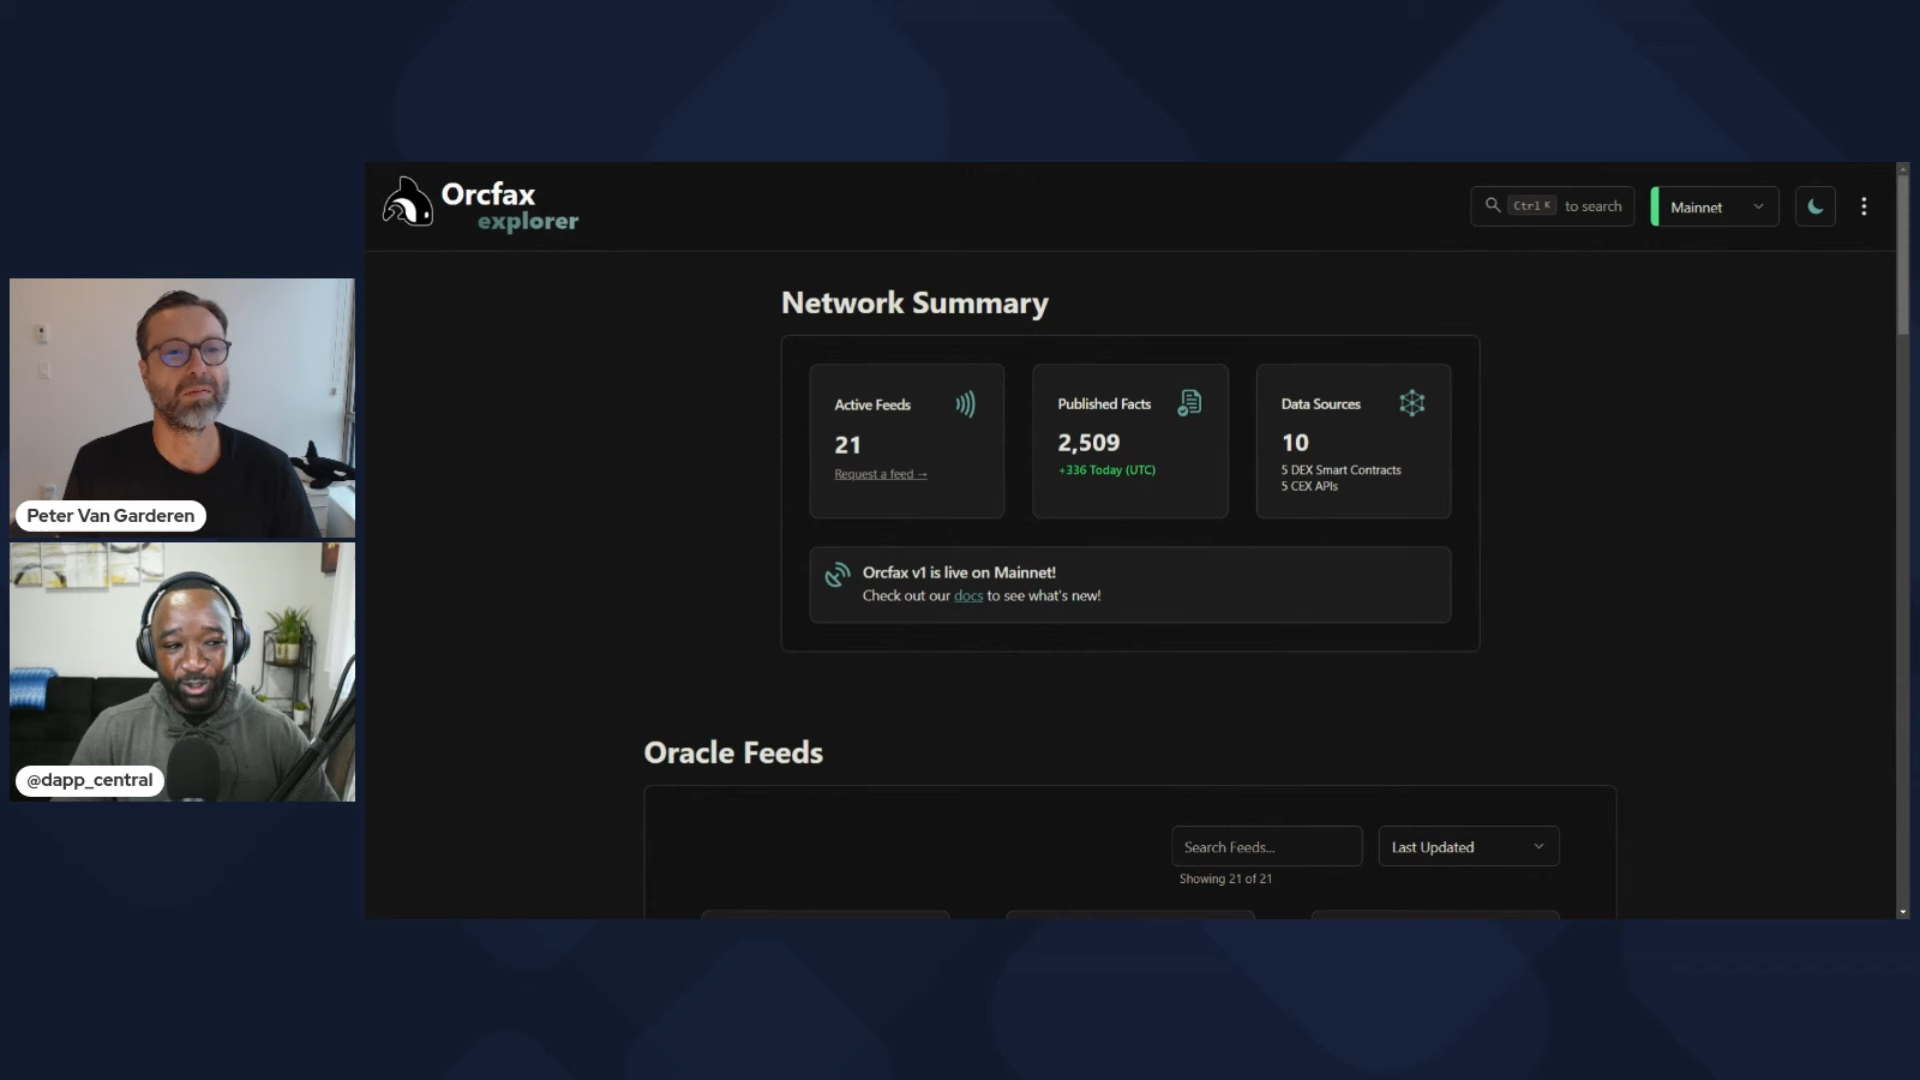 Orcfax
explorer
Ctrl K to search
Mainnet
Network Summary
Active Feeds
21
Request a feed →
Published Facts
2,509
+336 Today (UTC)
Data Sources
10
5 DEX Smart Contracts
5 CEX APIs
Orcfax v1 is live on Mainnet!
Check out our docs to see what's new!
Oracle Feeds
Search Feeds...
Last Updated
Showing 21 of 21
Peter Van Garderen
@dapp_central